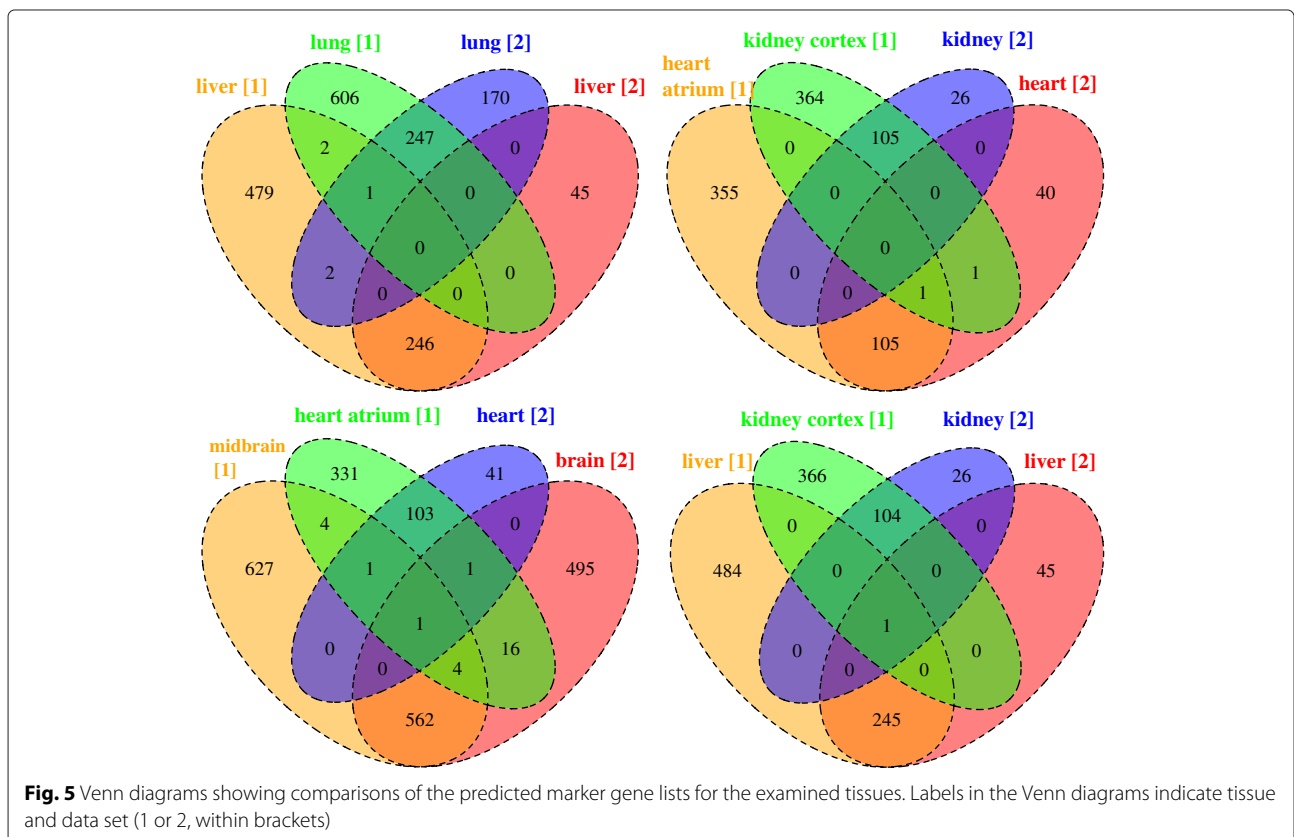 lung [1] lung [2]
liver [1] liver [2]
606 170
2 247 0
479 1 0 45
0
2 0 0 0
246
kidney cortex [1] kidney [2]
heart
atrium [1] heart [2]
364 26
0 105 0
355 0 0 40
0
0 0 1 1
105
heart atrium [1] heart [2]
midbrain
[1] brain [2]
331 41
4 103 0
627 1 1 495
1
0 0 4 16
562
kidney cortex [1] kidney [2]
liver [1] liver [2]
366 26
0 104 0
484 0 0 45
1
0 0 0 0
245
Fig. 5 Venn diagrams showing comparisons of the predicted marker gene lists for the examined tissues. Labels in the Venn diagrams indicate tissue
and data set (1 or 2, within brackets)